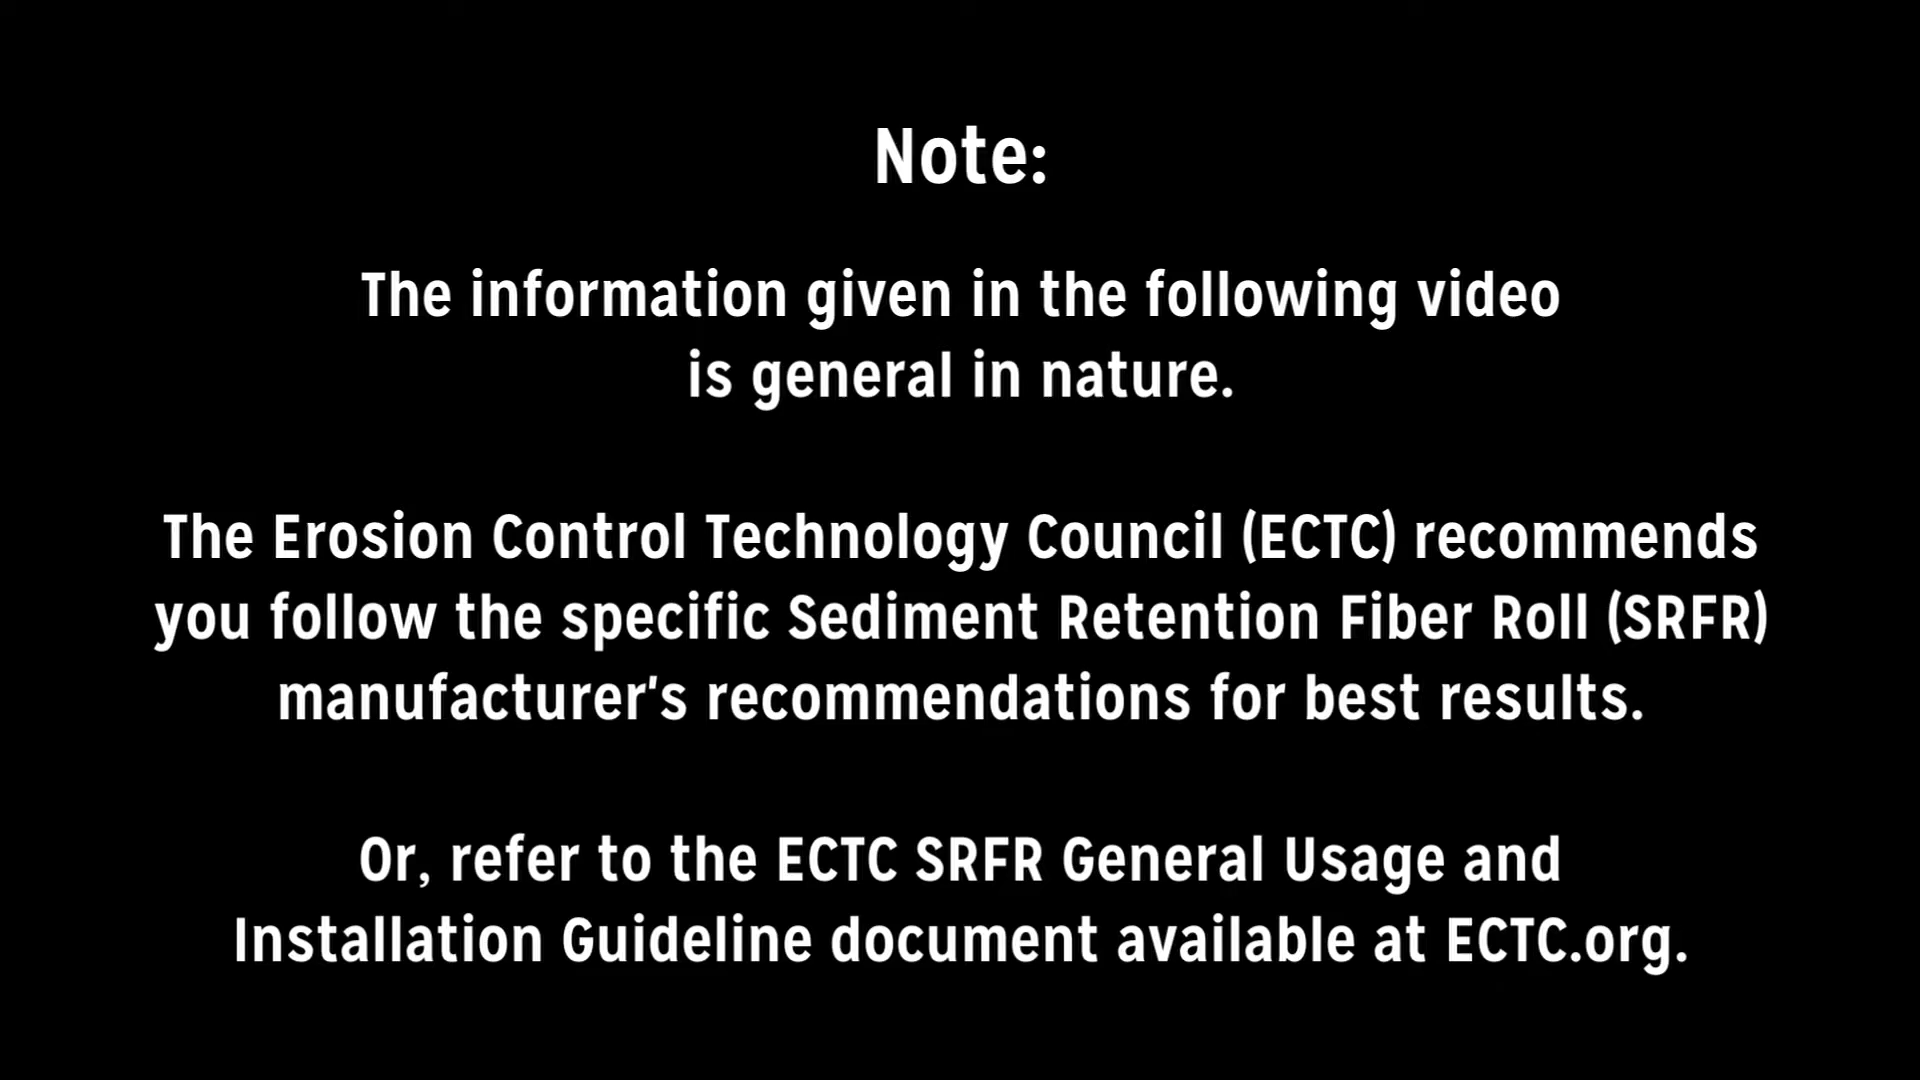 Note:
The information given in the following video
is general in nature.
The Erosion Control Technology Council (ECTC) recommends
you follow the specific Sediment Retention Fiber Roll (SRFR)
manufacturer's recommendations for best results.
Or, refer to the ECTC SRFR General Usage and
Installation Guideline document available at ECTC.org.